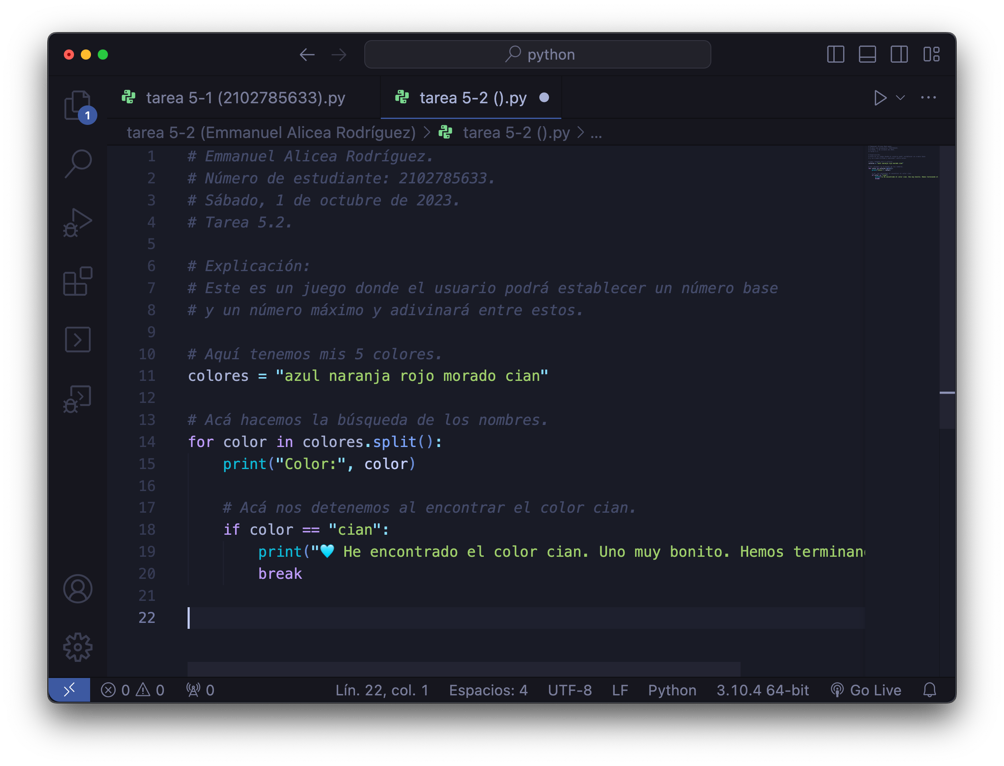 python
tarea 5-1 (2102785633).py
tarea 5-2 ().py
tarea 5-2 (Emmanuel Alicea Rodríguez) > tarea 5-2 ().py > ...
1
1 # Emmanuel Alicea Rodríguez.
2 # Número de estudiante: 2102785633.
3 # Sábado, 1 de octubre de 2023.
4 # Tarea 5.2.
5
6 # Explicación:
7 # Este es un juego donde el usuario podrá establecer un número base
8 # y un número máximo y adivinará entre estos.
9
10 # Aquí tenemos mis 5 colores.
11 colores = "azul naranja rojo morado cian"
12
13 # Acá hacemos la búsqueda de los nombres.
14 for color in colores.split():
15     print("Color:", color)
16
17     # Acá nos detenemos al encontrar el color cian.
18     if color == "cian":
19         print("🩵 He encontrado el color cian. Uno muy bonito. Hemos terminan
20         break
21
22
0 0 0 Lín. 22, col. 1 Espacios: 4 UTF-8 LF Python 3.10.4 64-bit Go Live